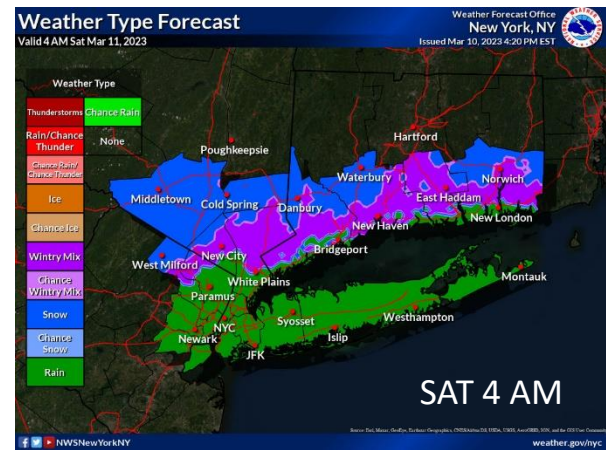 Weather Type Forecast
Valid 4 AM Sat Mar 11, 2023
Weather Forecast Office
New York, NY
Issued Mar 10, 2023 4:20 PM EST
Weather Type
Thunderstorms
Chance Rain
Rain/Chance
Thunder
None
Chance Rain/
Chance Thunder
Ice
Chance Ice
Wintry Mix
Chance
Wintry Mix
Snow
Chance
Snow
Rain
Poughkeepsie
Hartford
Waterbury
Norwich
Middletown
Cold Spring
Danbury
East Haddam
New London
New Haven
Bridgeport
West Milford
New City
White Plains
Montauk
Paramus
NYC
Syosset
Westhampton
Newark
JFK
Islip
SAT 4 AM
NWSNewYorkNY
weather.gov/nyc